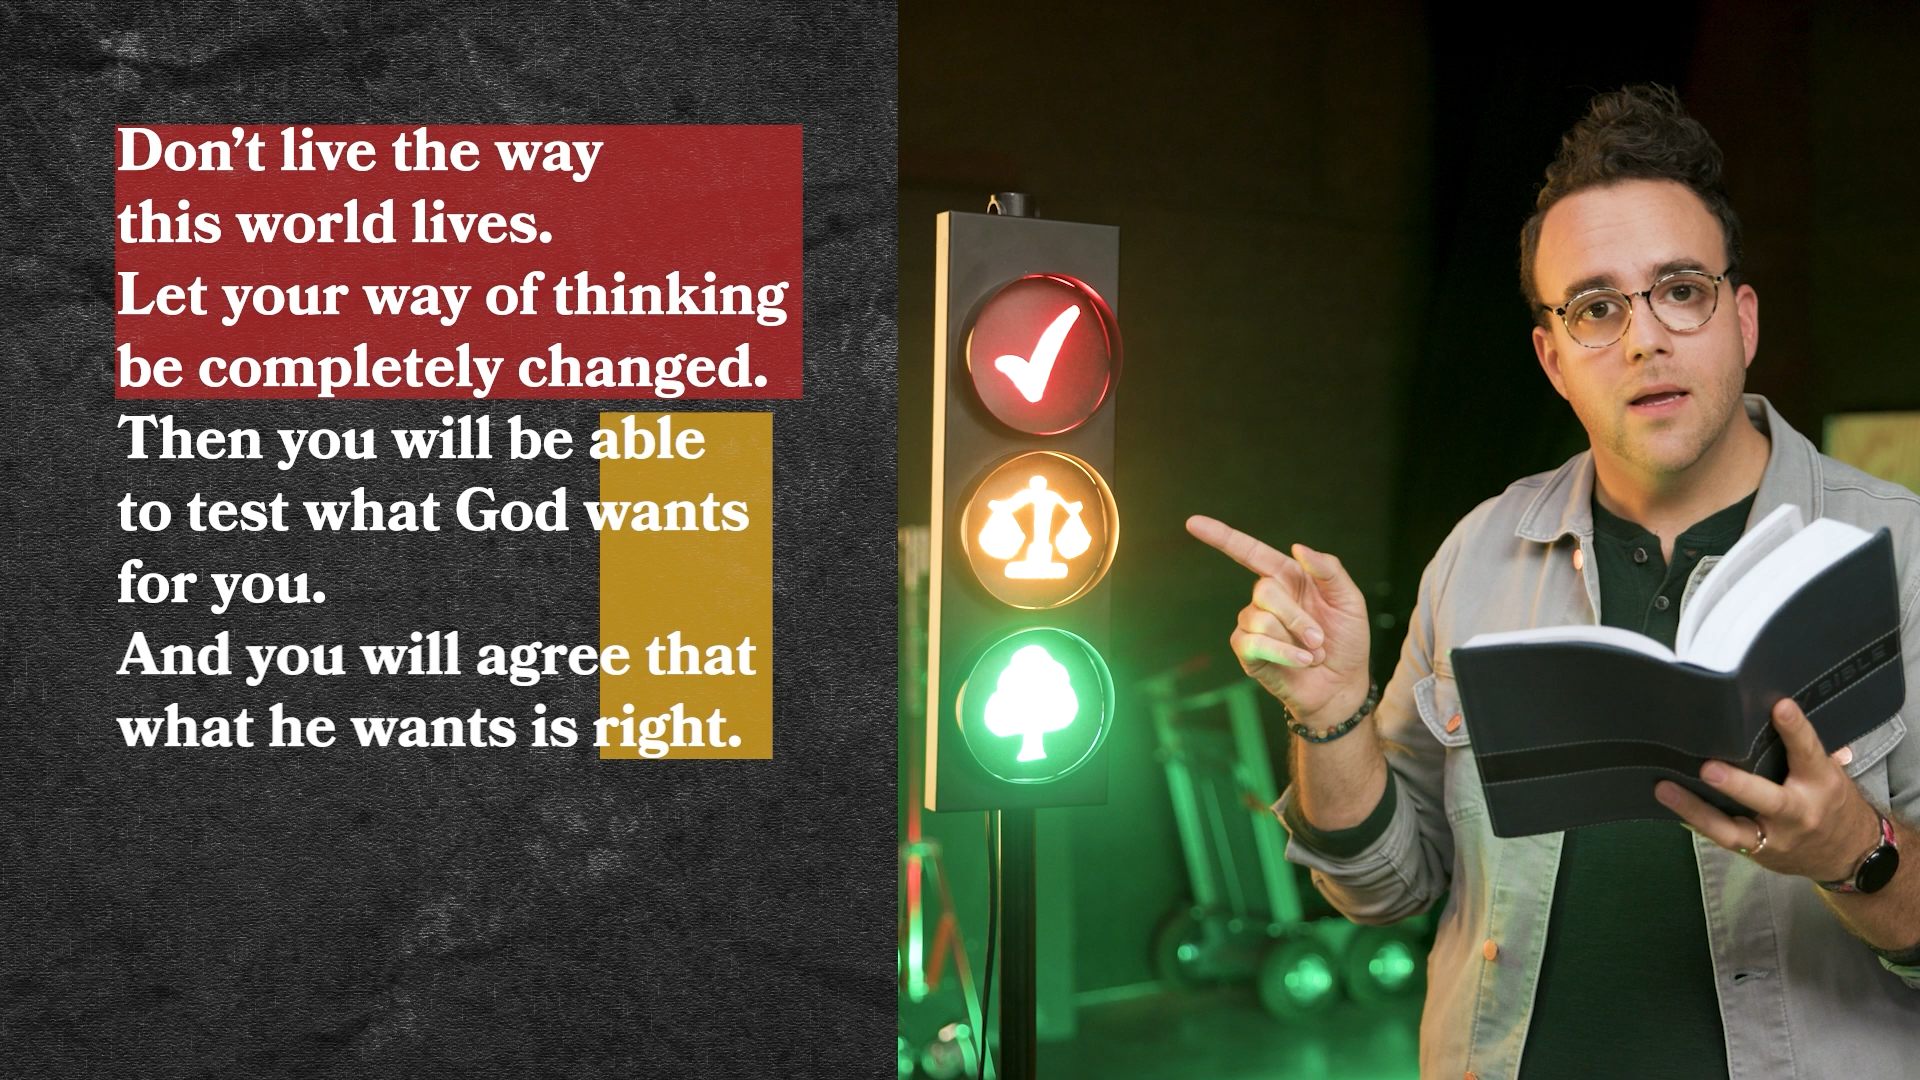 Don’t live the way
this world lives.
Let your way of thinking
be completely changed.
Then you will be able
to test what God wants
for you.
And you will agree that
what he wants is right.
BIBLE